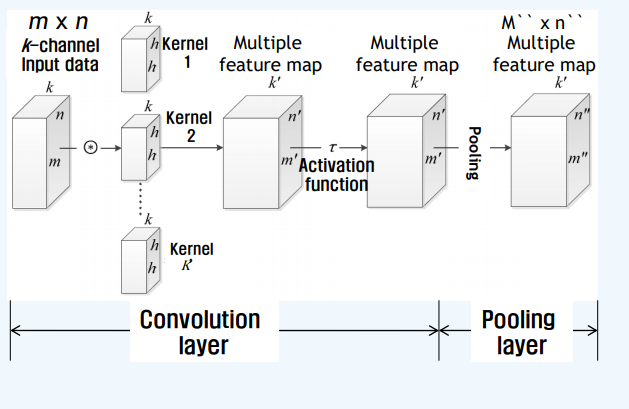 m x n
k-channel
Input data
k
n
m
⊛
k
h
h
Kernel
1
k
h
h
Kernel
2
k
h
h
Kernel
K'
Multiple
feature map
k'
n'
m'
τ
Activation
function
Multiple
feature map
k'
n'
m'
Pooling
M`` x n``
Multiple
feature map
k'
n"
m"
Convolution
layer
Pooling
layer